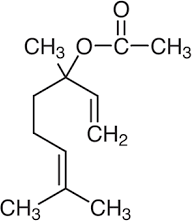 O
CH₃ O CH₃
CH₂
CH₃ CH₃